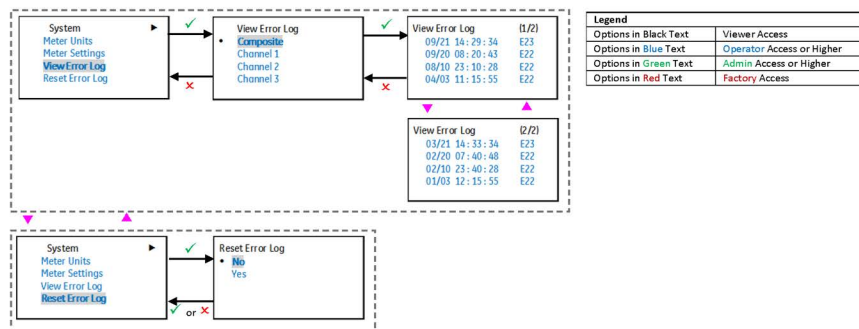 System ►
Meter Units
Meter Settings
View Error Log
Reset Error Log
View Error Log
• Composite
Channel 1
Channel 2
Channel 3
View Error Log (1/2)
09/21 14:29:34 E23
09/20 08:20:43 E22
08/10 23:10:28 E22
04/03 11:15:55 E22
View Error Log (2/2)
03/21 14:33:34 E23
02/20 07:40:48 E22
02/10 23:40:28 E22
01/03 12:15:55 E22
Legend
Options in Black Text Viewer Access
Options in Blue Text Operator Access or Higher
Options in Green Text Admin Access or Higher
Options in Red Text Factory Access
System ►
Meter Units
Meter Settings
View Error Log
Reset Error Log
✓ or ✗
Reset Error Log
• No
Yes